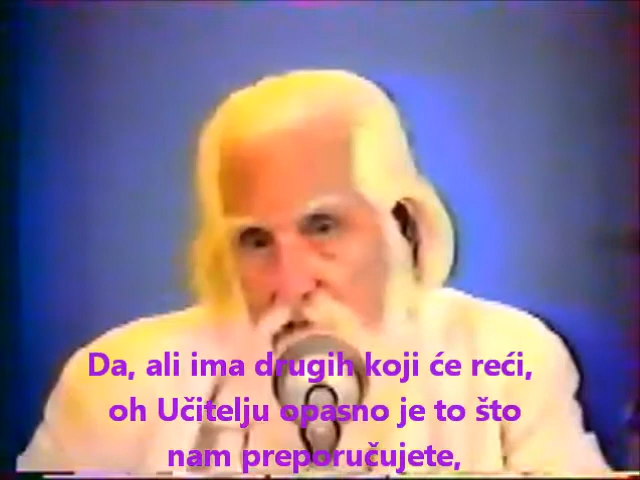 Da, ali ima drugih koji će reći,
oh Učitelju opasno je to što
nam preporučujete,